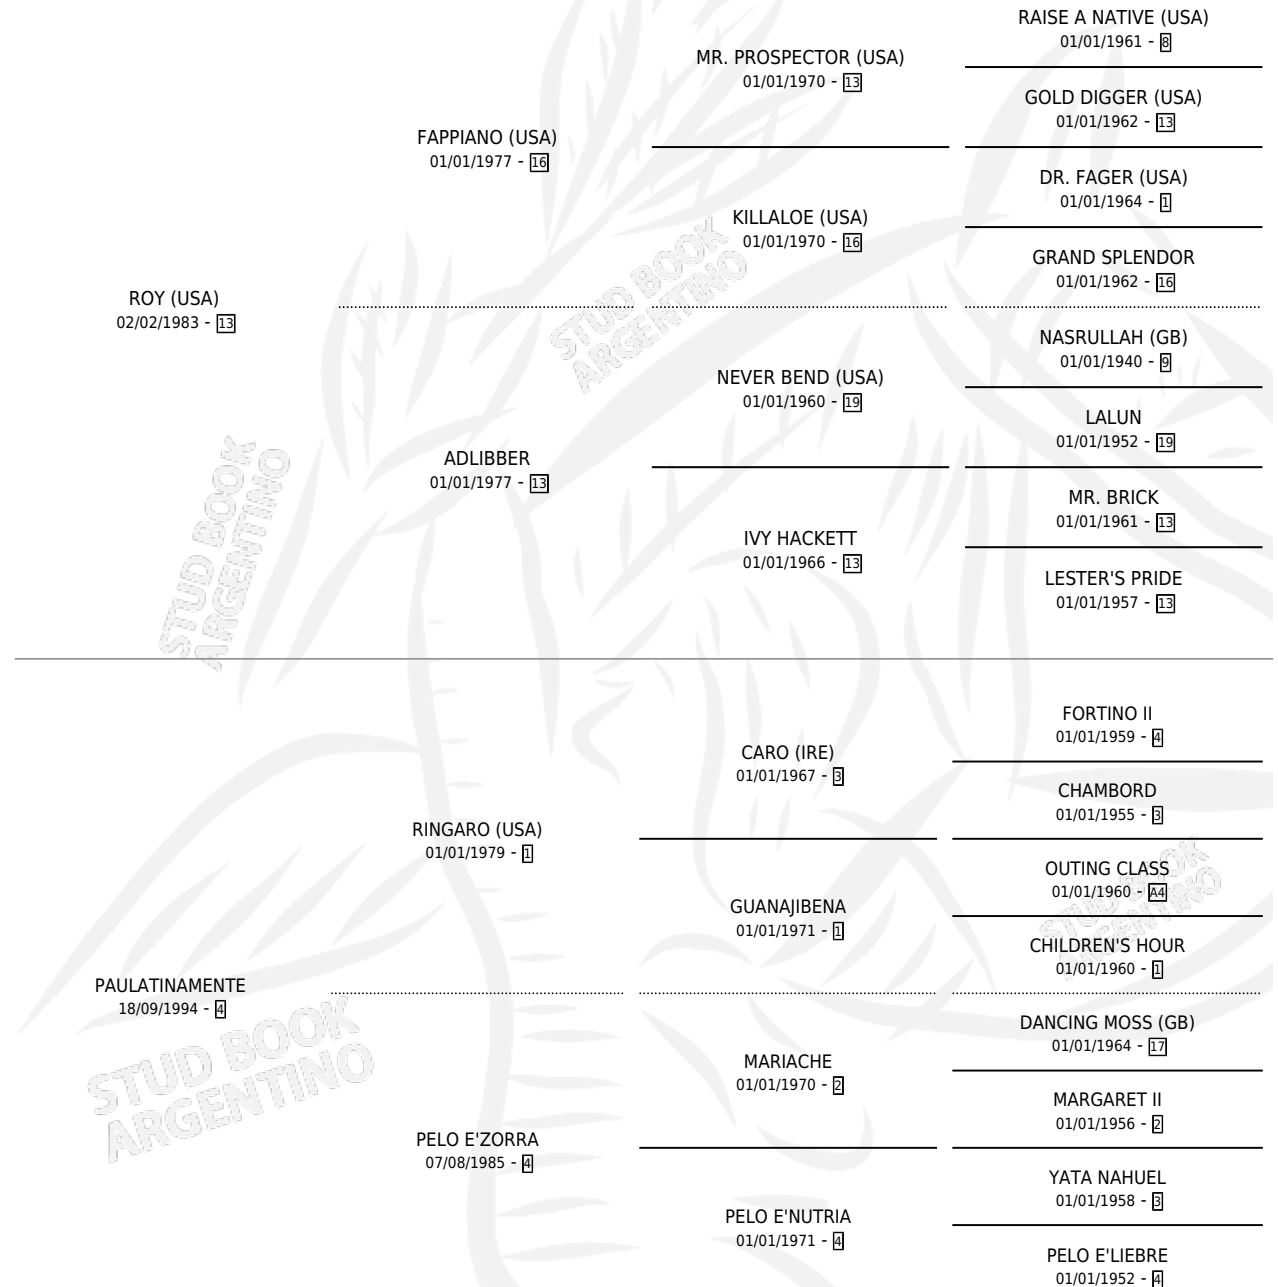 RAISE A NATIVE (USA)
01/01/1961 - 8
MR. PROSPECTOR (USA)
01/01/1970 - 13
GOLD DIGGER (USA)
01/01/1962 - 13
FAPPIANO (USA)
01/01/1977 - 16
DR. FAGER (USA)
01/01/1964 - 1
KILLALOE (USA)
01/01/1970 - 16
GRAND SPLENDOR
01/01/1962 - 16
ROY (USA)
02/02/1983 - 13
NASRULLAH (GB)
01/01/1940 - 9
NEVER BEND (USA)
01/01/1960 - 19
LALUN
01/01/1952 - 19
ADLIBBER
01/01/1977 - 13
MR. BRICK
01/01/1961 - 13
IVY HACKETT
01/01/1966 - 13
LESTER'S PRIDE
01/01/1957 - 13
FORTINO II
01/01/1959 - 4
CARO (IRE)
01/01/1967 - 3
CHAMBORD
01/01/1955 - 3
RINGARO (USA)
01/01/1979 - 1
OUTING CLASS
01/01/1960 - A4
GUANAJIBENA
01/01/1971 - 1
CHILDREN'S HOUR
01/01/1960 - 1
PAULATINAMENTE
18/09/1994 - 4
DANCING MOSS (GB)
01/01/1964 - 17
MARIACHE
01/01/1970 - 2
MARGARET II
01/01/1956 - 2
PELO E'ZORRA
07/08/1985 - 4
YATA NAHUEL
01/01/1958 - 3
PELO E'NUTRIA
01/01/1971 - 4
PELO E'LIEBRE
01/01/1952 - 4
STUD BOOK
ARGENTINO
STUD BOOK
ARGENTINO
STUD BOOK
ARGENTINO
STUD BOOK
ARGENTINO